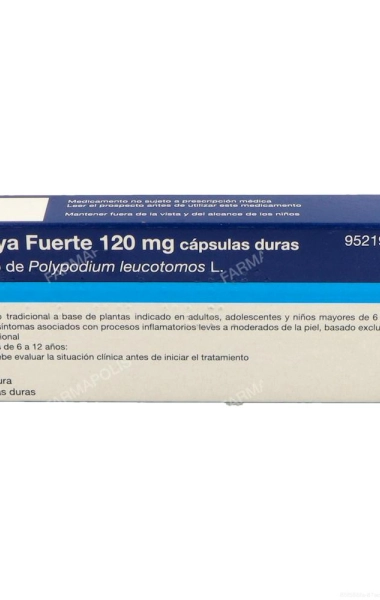 Medicamento no sujeto a prescripción médica
Leer el prospecto antes de utilizar este medicamento
Mantener fuera de la vista y del alcance de los niños
ya Fuerte 120 mg cápsulas duras
9521
de Polypodium leucotomos L.
tradicional a base de plantas indicado en adultos, adolescentes y niños mayores de 6
síntomas asociados con procesos inflamatorios leves a moderados de la piel, basado exclu
ional
s de 6 a 12 años:
ebe evaluar la situación clínica antes de iniciar el tratamiento
ura
as duras
FARMAPOLIS